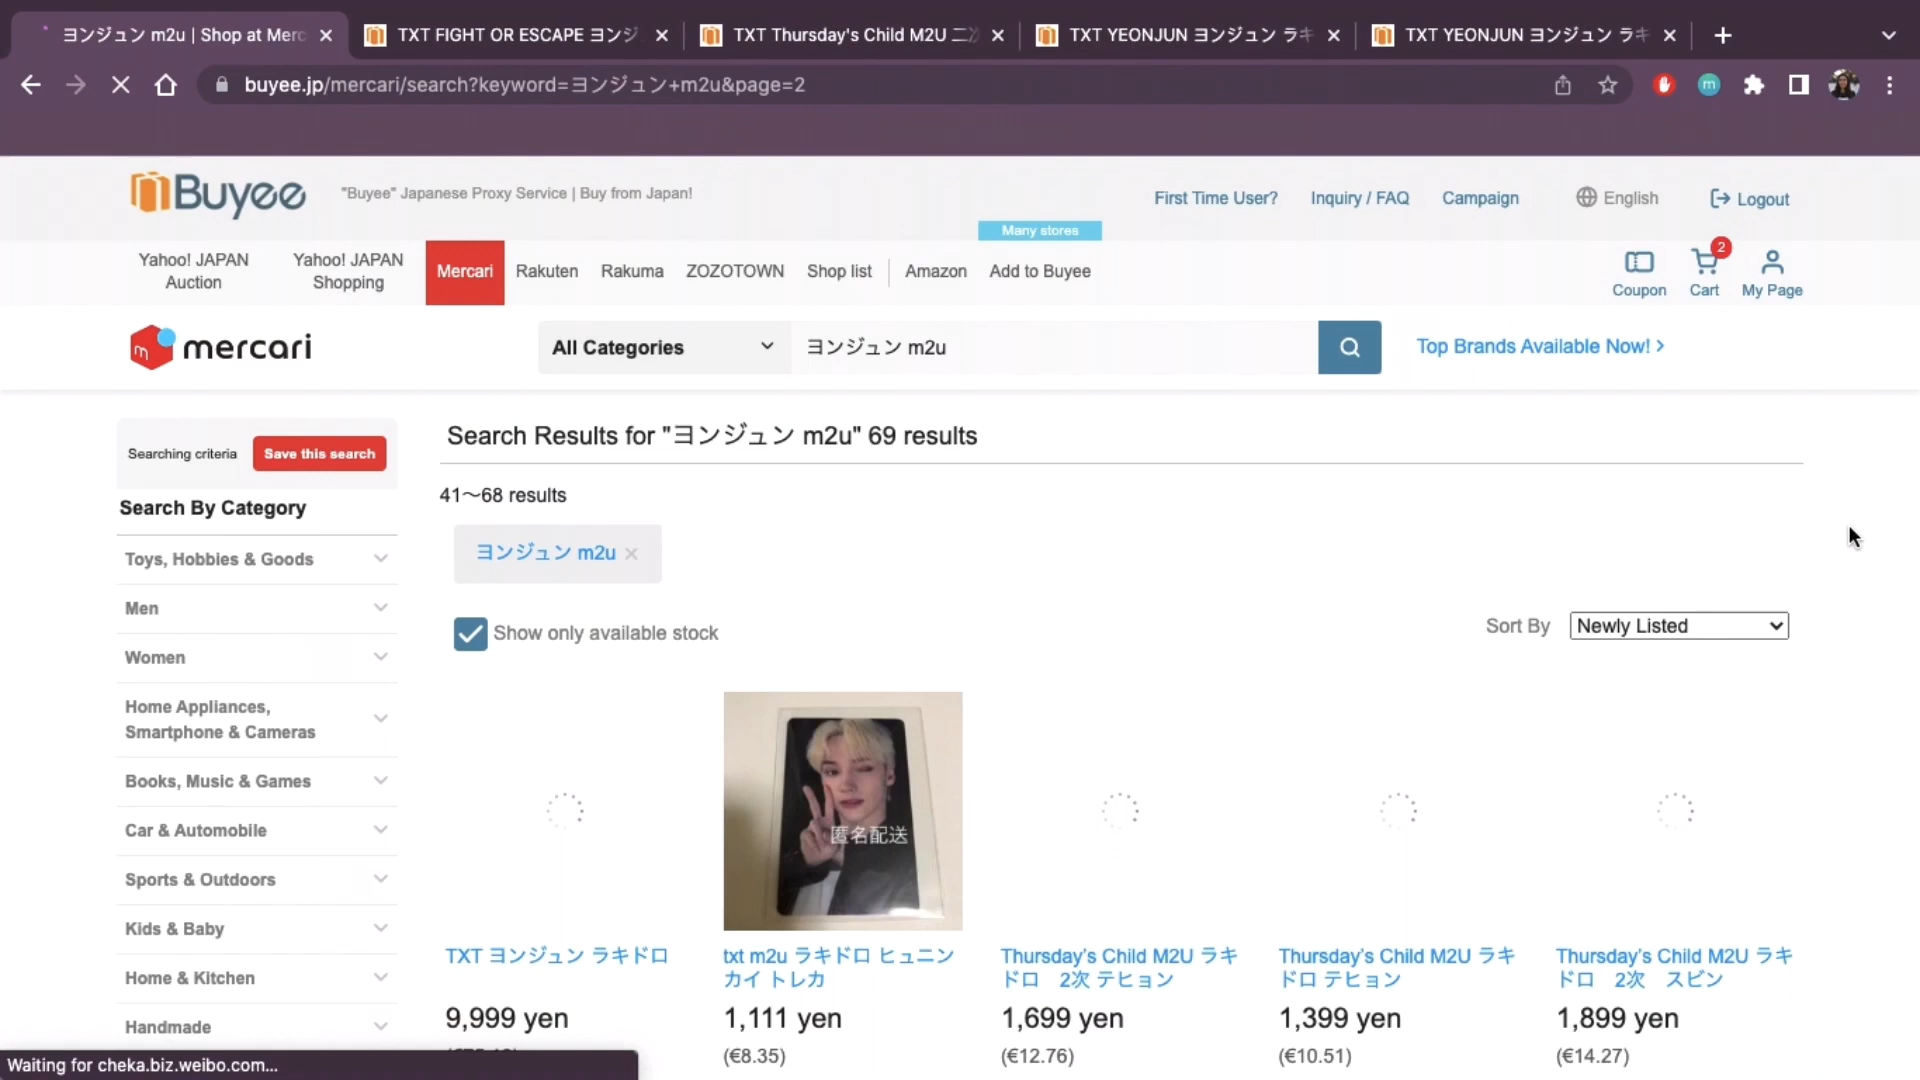 ヨンジュン m2u | Shop at Merc
TXT FIGHT OR ESCAPE ヨンジ
TXT Thursday's Child M2U 二次
TXT YEONJUN ヨンジュン ラキ
TXT YEONJUN ヨンジュン ラキ
buyee.jp/mercari/search?keyword=ヨンジュン+m2u&page=2
m
Buyee
"Buyee" Japanese Proxy Service | Buy from Japan!
First Time User?
Inquiry / FAQ
Campaign
English
Logout
Many stores
Yahoo! JAPAN
Auction
Yahoo! JAPAN
Shopping
Mercari
Rakuten
Rakuma
ZOZOTOWN
Shop list
Amazon
Add to Buyee
Coupon
2
Cart
My Page
m mercari
All Categories
ヨンジュン m2u
Top Brands Available Now!
Searching criteria
Save this search
Search By Category
Toys, Hobbies & Goods
Men
Women
Home Appliances,
Smartphone & Cameras
Books, Music & Games
Car & Automobile
Sports & Outdoors
Kids & Baby
Home & Kitchen
Handmade
Search Results for "ヨンジュン m2u" 69 results
41〜68 results
ヨンジュン m2u
Show only available stock
Sort By
Newly Listed
匿名配送
TXT ヨンジュン ラキドロ
9,999 yen
txt m2u ラキドロ ヒュニン
カイ トレカ
1,111 yen
(€8.35)
Thursday's Child M2U ラキ
ドロ　2次 テヒョン
1,699 yen
(€12.76)
Thursday's Child M2U ラキ
ドロ テヒョン
1,399 yen
(€10.51)
Thursday's Child M2U ラキ
ドロ　2次　スビン
1,899 yen
(€14.27)
Waiting for cheka.biz.weibo.com...